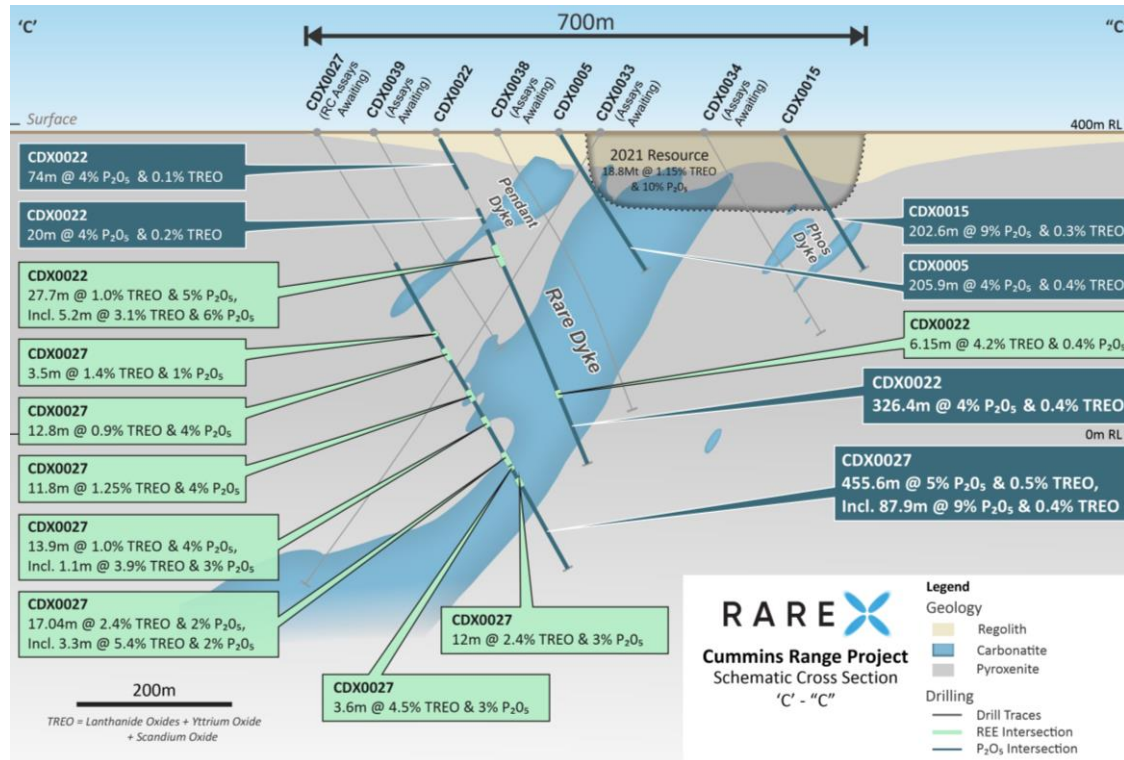 ‘C’
700m
“C
CDX0027
(RC Assays
Awaiting)
CDX0039
(Assays
Awaiting)
CDX0022
CDX0038
(Assays
Awaiting)
CDX0005
CDX0033
(Assays
Awaiting)
CDX0034
(Assays
Awaiting)
CDX0015
Surface
400m RL
2021 Resource
18.8Mt @ 1.15% TREO
& 10% P₂O₅
CDX0022
74m @ 4% P₂O₅ & 0.1% TREO
CDX0022
20m @ 4% P₂O₅ & 0.2% TREO
CDX0022
27.7m @ 1.0% TREO & 5% P₂O₅,
Incl. 5.2m @ 3.1% TREO & 6% P₂O₅
CDX0027
3.5m @ 1.4% TREO & 1% P₂O₅
CDX0027
12.8m @ 0.9% TREO & 4% P₂O₅
CDX0027
11.8m @ 1.25% TREO & 4% P₂O₅
CDX0027
13.9m @ 1.0% TREO & 4% P₂O₅,
Incl. 1.1m @ 3.9% TREO & 3% P₂O₅
CDX0027
17.04m @ 2.4% TREO & 2% P₂O₅,
Incl. 3.3m @ 5.4% TREO & 2% P₂O₅
Pendant
Dyke
Rare Dyke
Phos
Dyke
CDX0015
202.6m @ 9% P₂O₅ & 0.3% TREO
CDX0005
205.9m @ 4% P₂O₅ & 0.4% TREO
CDX0022
6.15m @ 4.2% TREO & 0.4% P₂O₅
CDX0022
326.4m @ 4% P₂O₅ & 0.4% TREO
0m RL
CDX0027
455.6m @ 5% P₂O₅ & 0.5% TREO,
Incl. 87.9m @ 9% P₂O₅ & 0.4% TREO
CDX0027
12m @ 2.4% TREO & 3% P₂O₅
CDX0027
3.6m @ 4.5% TREO & 3% P₂O₅
200m
TREO = Lanthanide Oxides + Yttrium Oxide
+ Scandium Oxide
RAREX
Cummins Range Project
Schematic Cross Section
‘C’ - “C”
Legend
Geology
Regolith
Carbonatite
Pyroxenite
Drilling
Drill Traces
REE Intersection
P₂O₅ Intersection